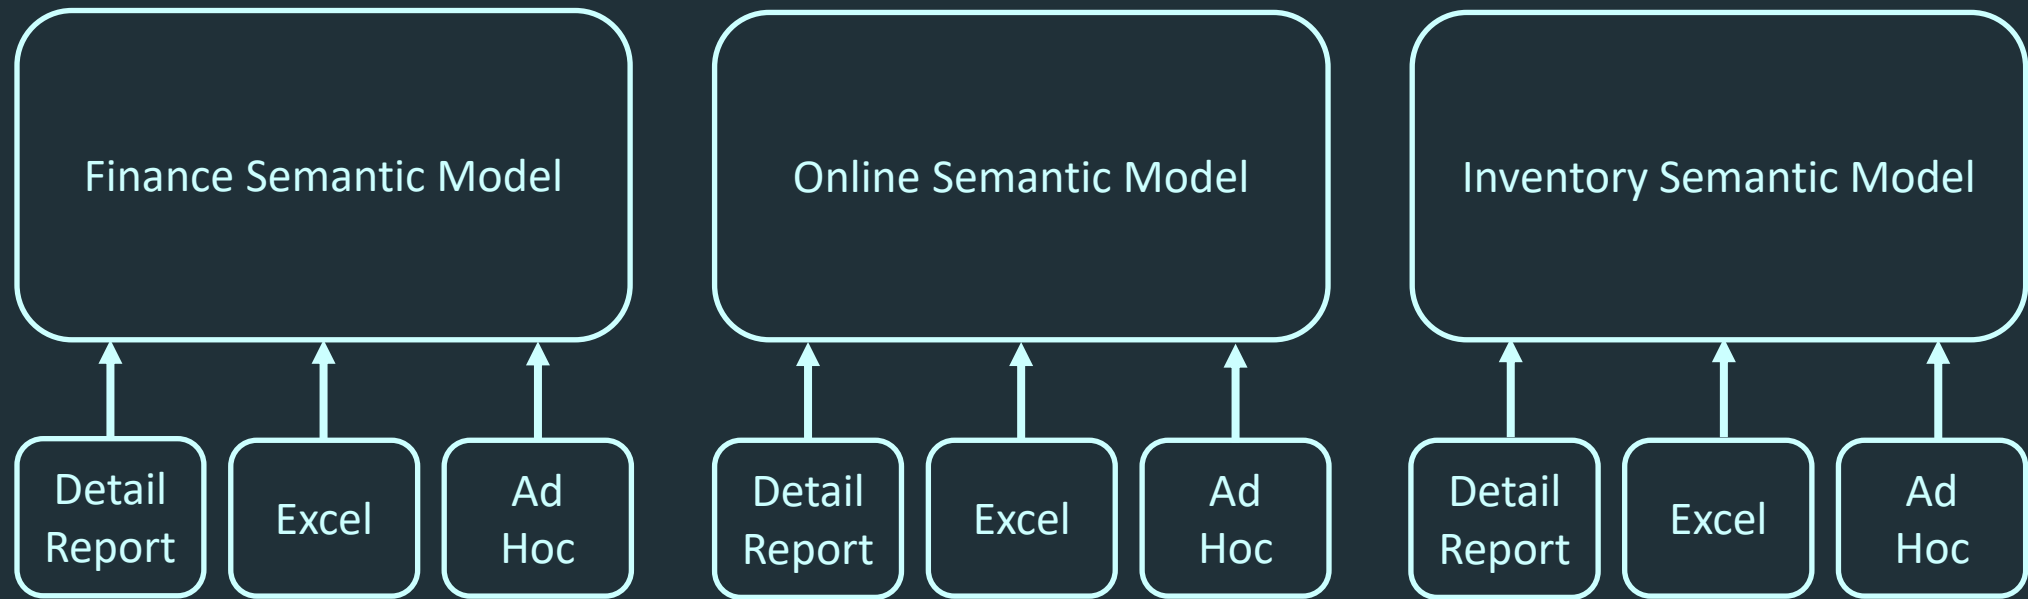 Finance Semantic Model
Online Semantic Model
Inventory Semantic Model
Detail
Report
Excel
Ad
Hoc
Detail
Report
Excel
Ad
Hoc
Detail
Report
Excel
Ad
Hoc